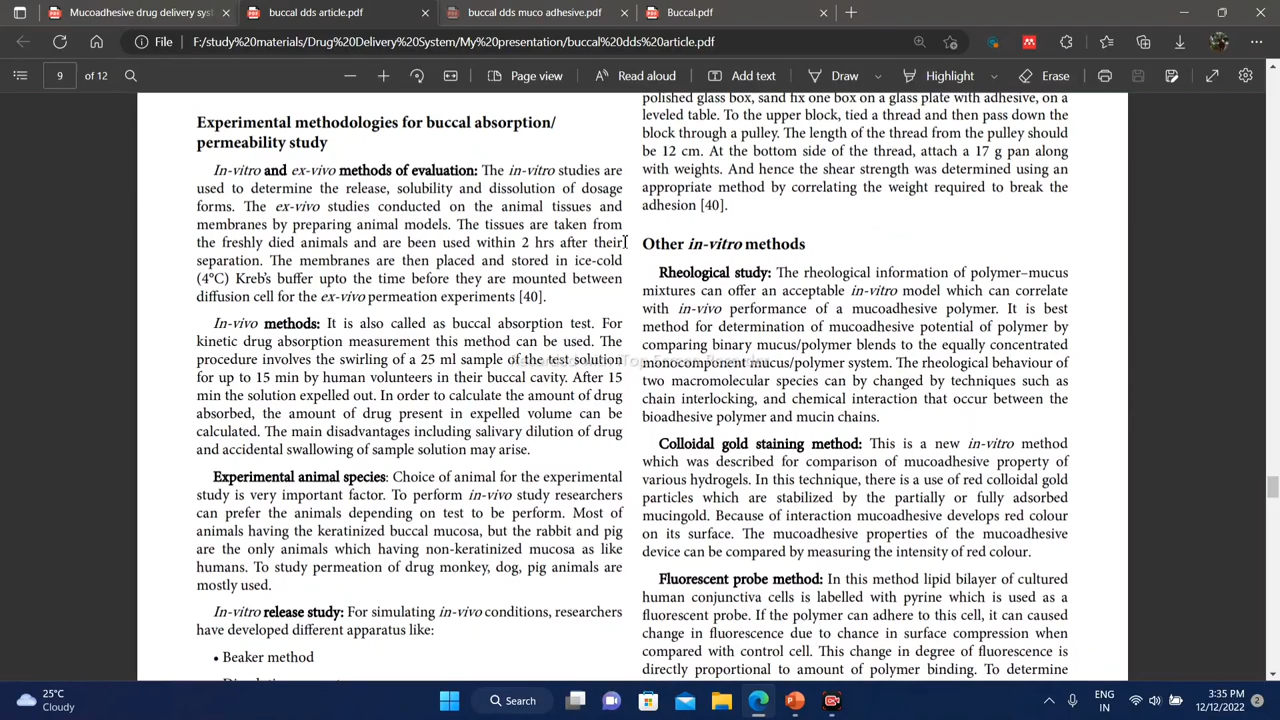 Mucoadhesive drug delivery sys
buccal dds article.pdf
buccal dds muco adhesive.pdf
Buccal.pdf
File
F:/study%20materials/Drug%20Delivery%20System/My%20presentation/buccal%20dds%20article.pdf
9
of 12
Page view
Read aloud
Add text
Draw
Highlight
Erase
Experimental methodologies for buccal absorption/
permeability study
In-vitro and ex-vivo methods of evaluation: The in-vitro studies are
used to determine the release, solubility and dissolution of dosage
forms. The ex-vivo studies conducted on the animal tissues and
membranes by preparing animal models. The tissues are taken from
the freshly died animals and are been used within 2 hrs after their
separation. The membranes are then placed and stored in ice-cold
(4°C) Kreb's buffer upto the time before they are mounted between
diffusion cell for the ex-vivo permeation experiments [40].
In-vivo methods: It is also called as buccal absorption test. For
kinetic drug absorption measurement this method can be used. The
procedure involves the swirling of a 25 ml sample of the test solution
for up to 15 min by human volunteers in their buccal cavity. After 15
min the solution expelled out. In order to calculate the amount of drug
absorbed, the amount of drug present in expelled volume can be
calculated. The main disadvantages including salivary dilution of drug
and accidental swallowing of sample solution may arise.
Experimental animal species: Choice of animal for the experimental
study is very important factor. To perform in-vivo study researchers
can prefer the animals depending on test to be perform. Most of
animals having the keratinized buccal mucosa, but the rabbit and pig
are the only animals which having non-keratinized mucosa as like
humans. To study permeation of drug monkey, dog, pig animals are
mostly used.
In-vitro release study: For simulating in-vivo conditions, researchers
have developed different apparatus like:
• Beaker method
polished glass box, sand fix one box on a glass plate with adhesive, on a
leveled table. To the upper block, tied a thread and then pass down the
block through a pulley. The length of the thread from the pulley should
be 12 cm. At the bottom side of the thread, attach a 17 g pan along
with weights. And hence the shear strength was determined using an
appropriate method by correlating the weight required to break the
adhesion [40].
Other in-vitro methods
Rheological study: The rheological information of polymer–mucus
mixtures can offer an acceptable in-vitro model which can correlate
with in-vivo performance of a mucoadhesive polymer. It is best
method for determination of mucoadhesive potential of polymer by
comparing binary mucus/polymer blends to the equally concentrated
monocomponent mucus/polymer system. The rheological behaviour of
two macromolecular species can by changed by techniques such as
chain interlocking, and chemical interaction that occur between the
bioadhesive polymer and mucin chains.
Colloidal gold staining method: This is a new in-vitro method
which was described for comparison of mucoadhesive property of
various hydrogels. In this technique, there is a use of red colloidal gold
particles which are stabilized by the partially or fully adsorbed
mucingold. Because of interaction mucoadhesive develops red colour
on its surface. The mucoadhesive properties of the mucoadhesive
device can be compared by measuring the intensity of red colour.
Fluorescent probe method: In this method lipid bilayer of cultured
human conjunctiva cells is labelled with pyrine which is used as a
fluorescent probe. If the polymer can adhere to this cell, it can caused
change in fluorescence due to chance in surface compression when
compared with control cell. This change in degree of fluorescence is
directly proportional to amount of polymer binding. To determine
25°C
Cloudy
Search
ENG
IN
3:35 PM
12/12/2022
2